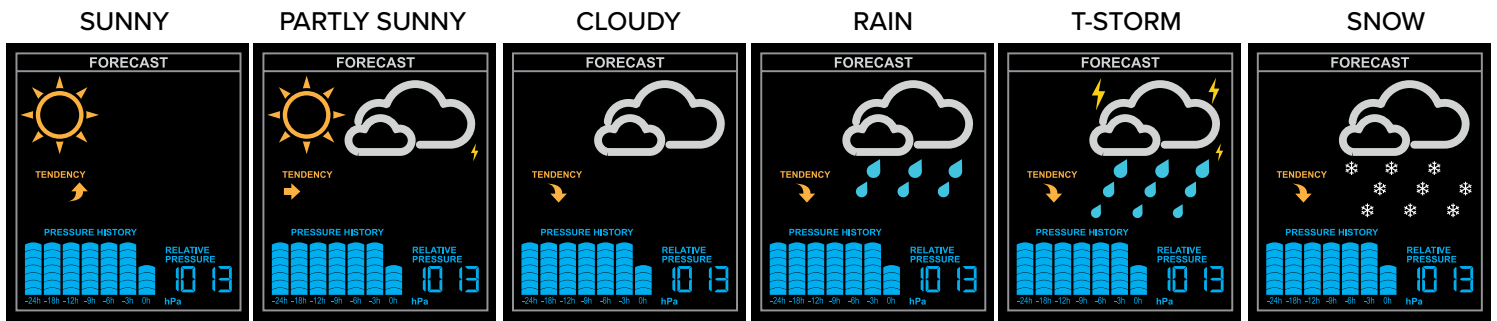 SUNNY
FORECAST
TENDENCY
PRESSURE HISTORY
RELATIVE
PRESSURE
1013
-24h -18h -12h -9h -6h -3h 0h hPa
PARTLY SUNNY
FORECAST
TENDENCY
PRESSURE HISTORY
RELATIVE
PRESSURE
1013
-24h -18h -12h -9h -6h -3h 0h hPa
CLOUDY
FORECAST
TENDENCY
PRESSURE HISTORY
RELATIVE
PRESSURE
1013
-24h -18h -12h -9h -6h -3h 0h hPa
RAIN
FORECAST
TENDENCY
PRESSURE HISTORY
RELATIVE
PRESSURE
1013
-24h -18h -12h -9h -6h -3h 0h hPa
T-STORM
FORECAST
TENDENCY
PRESSURE HISTORY
RELATIVE
PRESSURE
1013
-24h -18h -12h -9h -6h -3h 0h hPa
SNOW
FORECAST
TENDENCY
PRESSURE HISTORY
RELATIVE
PRESSURE
1013
-24h -18h -12h -9h -6h -3h 0h hPa